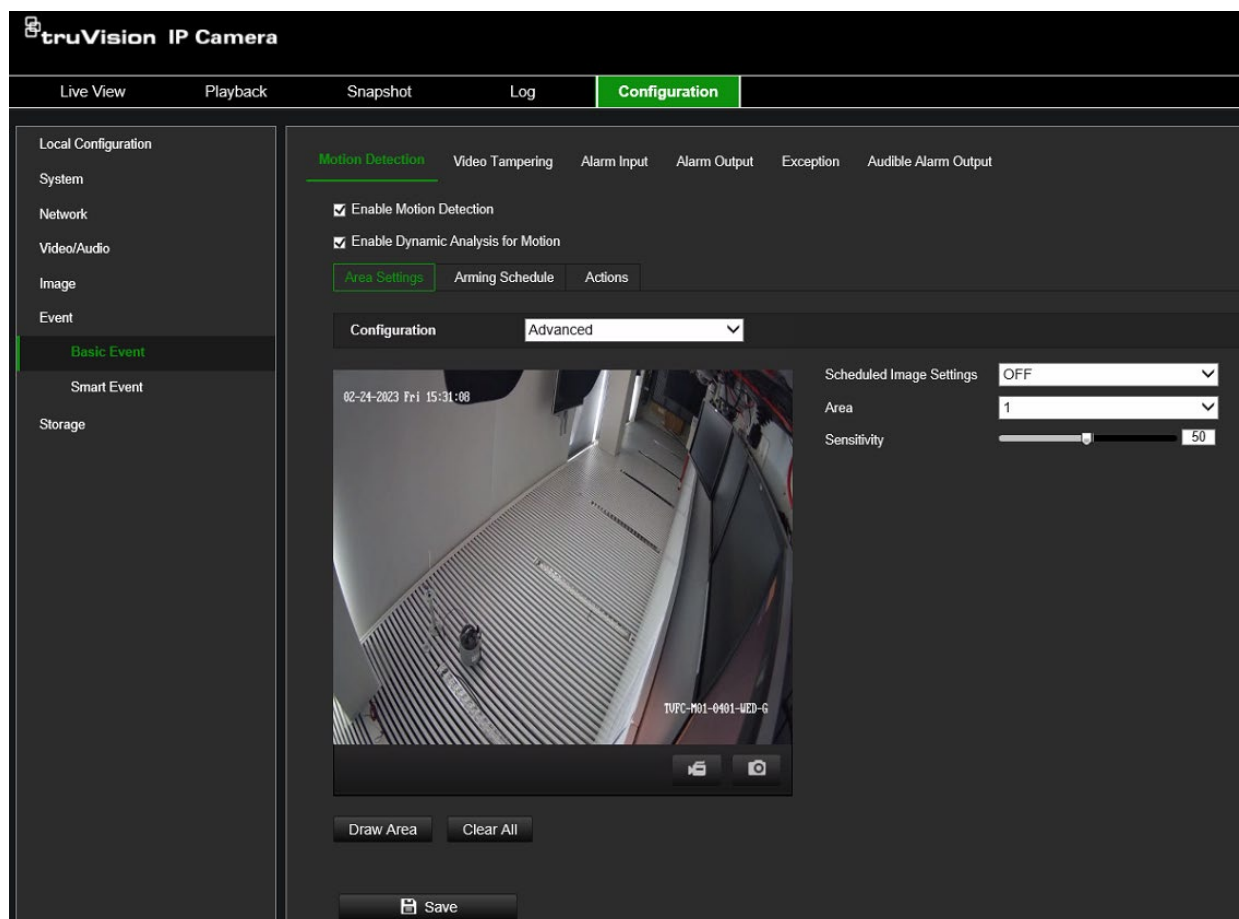 truVision IP Camera
Live View Playback Snapshot Log Configuration
Local Configuration
System
Network
Video/Audio
Image
Event
Basic Event
Smart Event
Storage
Motion Detection Video Tampering Alarm Input Alarm Output Exception Audible Alarm Output
Enable Motion Detection
Enable Dynamic Analysis for Motion
Area Settings Arming Schedule Actions
Configuration Advanced
02-24-2023 Fri 15:31:08
TVFC-M01-0401-WED-G
Scheduled Image Settings OFF
Area 1
Sensitivity 50
Draw Area Clear All
Save